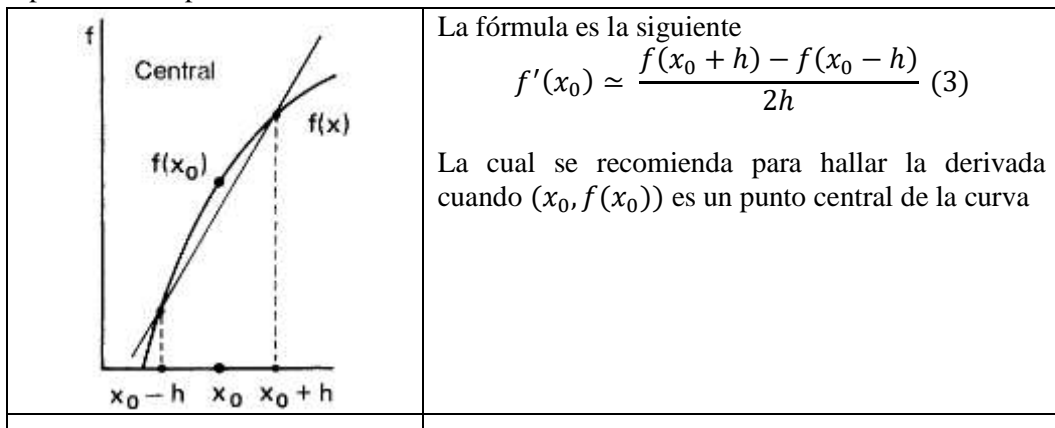 f
Central
f(x)
f(x₀)
x₀ – h x₀ x₀ + h
La fórmula es la siguiente
f′(x₀) ≃ \frac{f(x₀ + h) − f(x₀ − h)}{2h} (3)
La cual se recomienda para hallar la derivada
cuando (x₀, f(x₀)) es un punto central de la curva